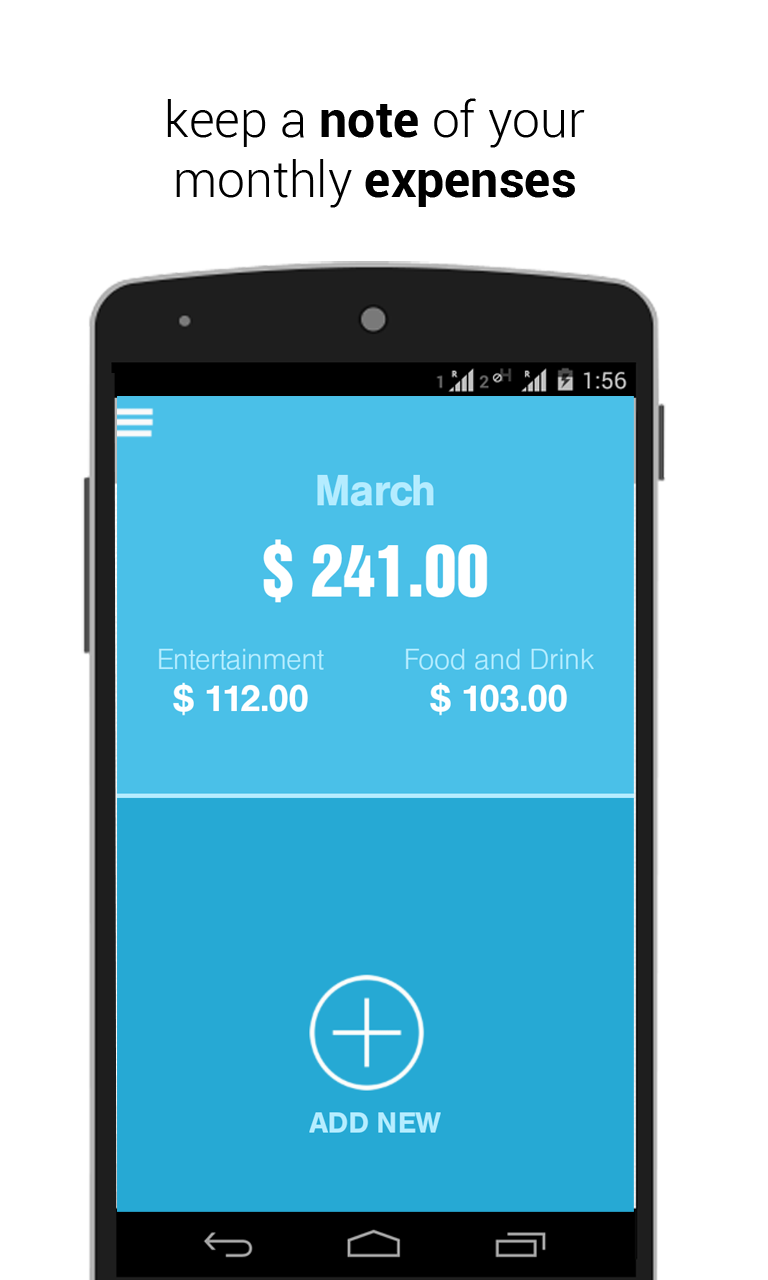 keep a note of your
monthly expenses
1 R 2 H R 1:56
March
$ 241.00
Entertainment Food and Drink
$ 112.00 $ 103.00
ADD NEW